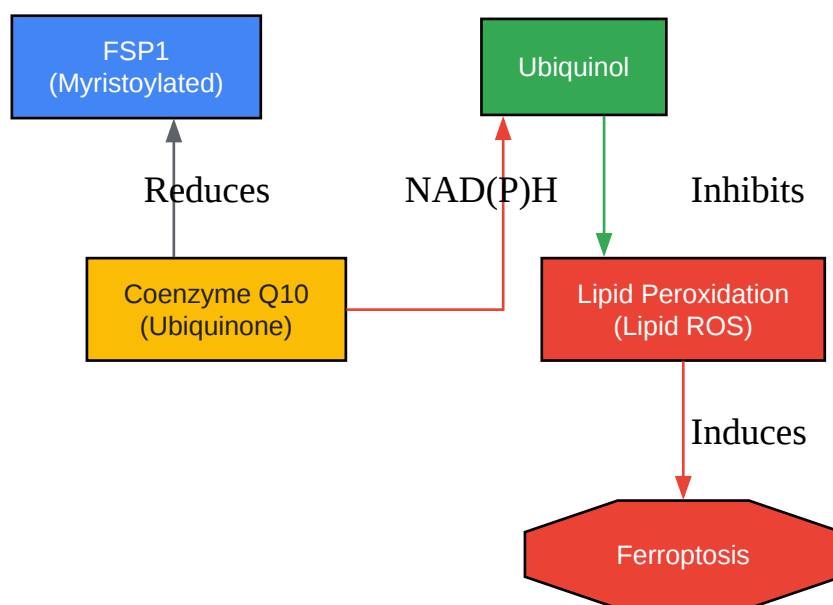 FSP1
(Myristoylated)
Ubiquinol
Reduces
NAD(P)H
Inhibits
Coenzyme Q10
(Ubiquinone)
Lipid Peroxidation
(Lipid ROS)
Induces
Ferroptosis